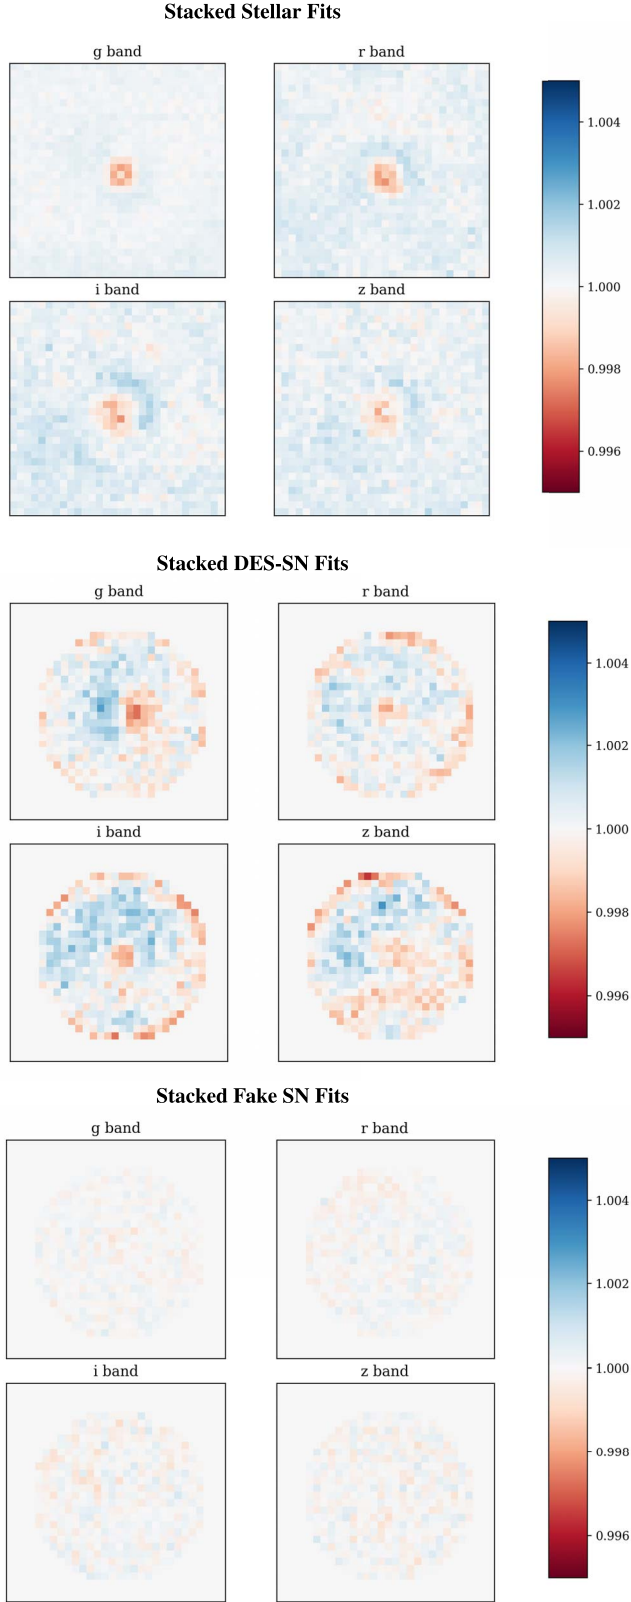 Stacked Stellar Fits
g band
r band
i band
z band
1.004
1.002
1.000
0.998
0.996
Stacked DES-SN Fits
g band
r band
i band
z band
1.004
1.002
1.000
0.998
0.996
Stacked Fake SN Fits
g band
r band
i band
z band
1.004
1.002
1.000
0.998
0.996